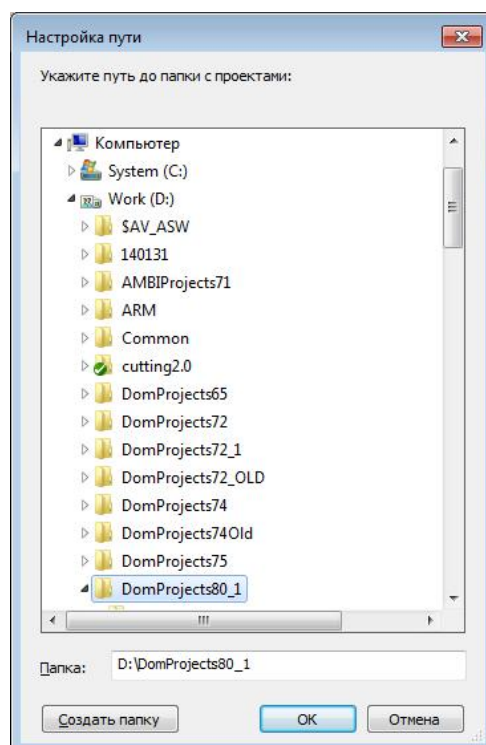 Настройка пути
Укажите путь до папки с проектами:
Компьютер
System (C:)
Work (D:)
$AV_ASW
140131
AMBIProjects71
ARM
Common
cutting2.0
DomProjects65
DomProjects72
DomProjects72_1
DomProjects72_OLD
DomProjects74
DomProjects74Old
DomProjects75
DomProjects80_1
Папка: D:\DomProjects80_1
Создать папку OK Отмена